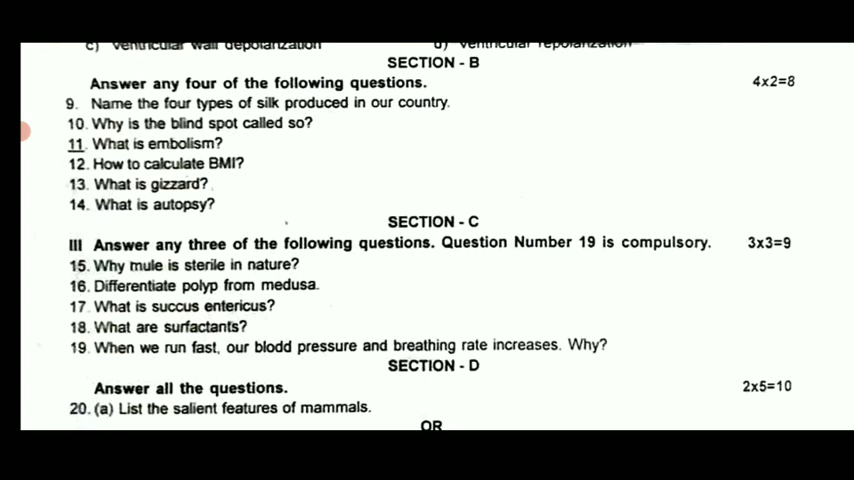 c) Ventricular wall depolarization d) Ventricular repolarization
SECTION - B
Answer any four of the following questions. 4x2=8
9. Name the four types of silk produced in our country.
10. Why is the blind spot called so?
11. What is embolism?
12. How to calculate BMI?
13. What is gizzard?
14. What is autopsy?
SECTION - C
III Answer any three of the following questions. Question Number 19 is compulsory. 3x3=9
15. Why mule is sterile in nature?
16. Differentiate polyp from medusa.
17. What is succus entericus?
18. What are surfactants?
19. When we run fast, our blodd pressure and breathing rate increases. Why?
SECTION - D
Answer all the questions. 2x5=10
20. (a) List the salient features of mammals.
OR